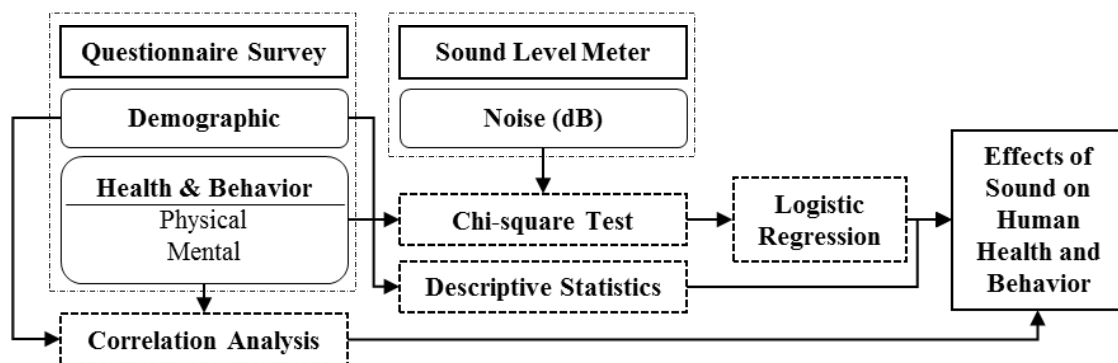 Questionnaire Survey
Demographic
Health & Behavior
Physical
Mental
Correlation Analysis
Sound Level Meter
Noise (dB)
Chi-square Test
Descriptive Statistics
Logistic
Regression
Effects of
Sound on
Human
Health and
Behavior